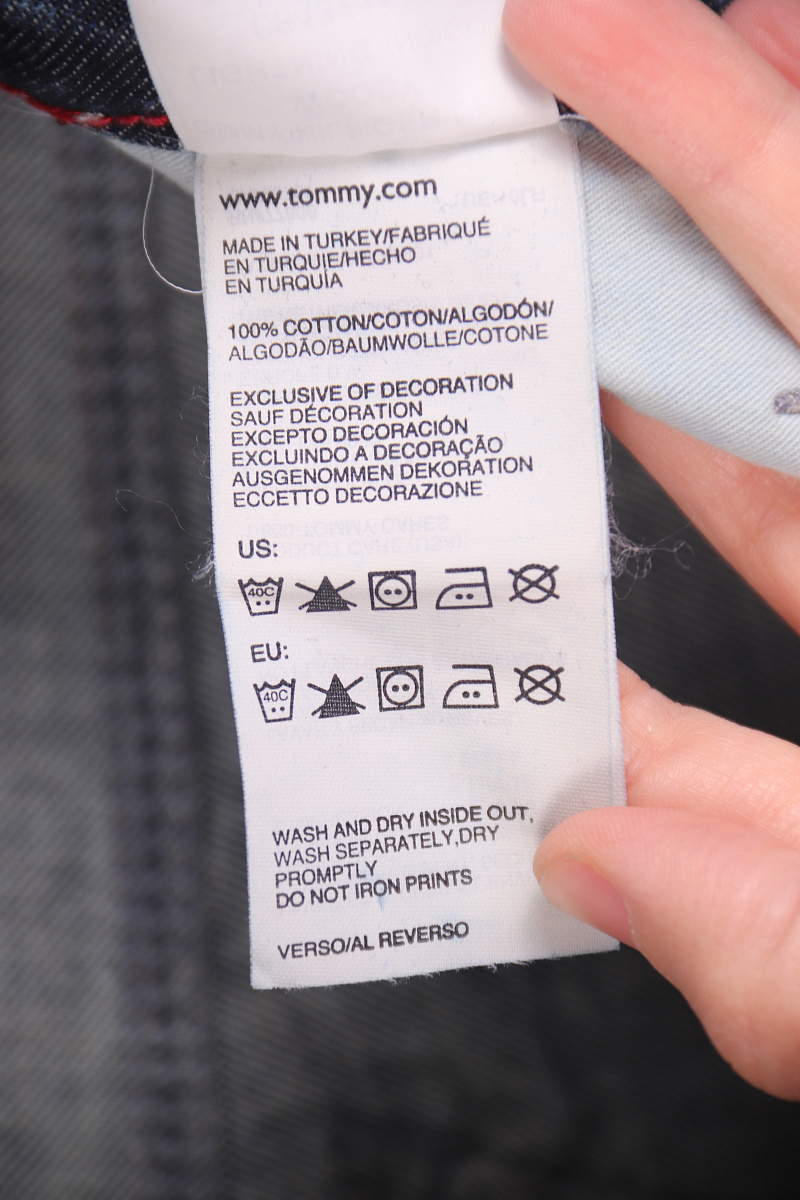 www.tommy.com
MADE IN TURKEY/FABRIQUÉ
EN TURQUIE/HECHO
EN TURQUÍA
100% COTTON/COTON/ALGODÓN/
ALGODÃO/BAUMWOLLE/COTONE
EXCLUSIVE OF DECORATION
SAUF DÉCORATION
EXCEPTO DECORACIÓN
EXCLUINDO A DECORAÇÃO
AUSGENOMMEN DEKORATION
ECCETTO DECORAZIONE
US:
40C
EU:
40C
WASH AND DRY INSIDE OUT,
WASH SEPARATELY,DRY
PROMPTLY
DO NOT IRON PRINTS
VERSO/AL REVERSO